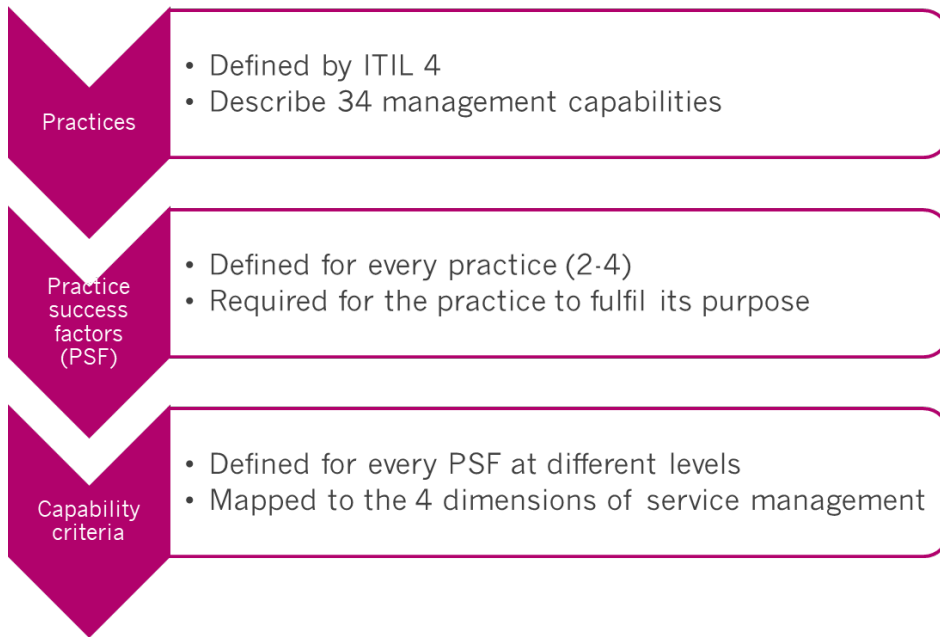 Practices
• Defined by ITIL 4
• Describe 34 management capabilities
Practice
success
factors
(PSF)
• Defined for every practice (2-4)
• Required for the practice to fulfil its purpose
Capability
criteria
• Defined for every PSF at different levels
• Mapped to the 4 dimensions of service management